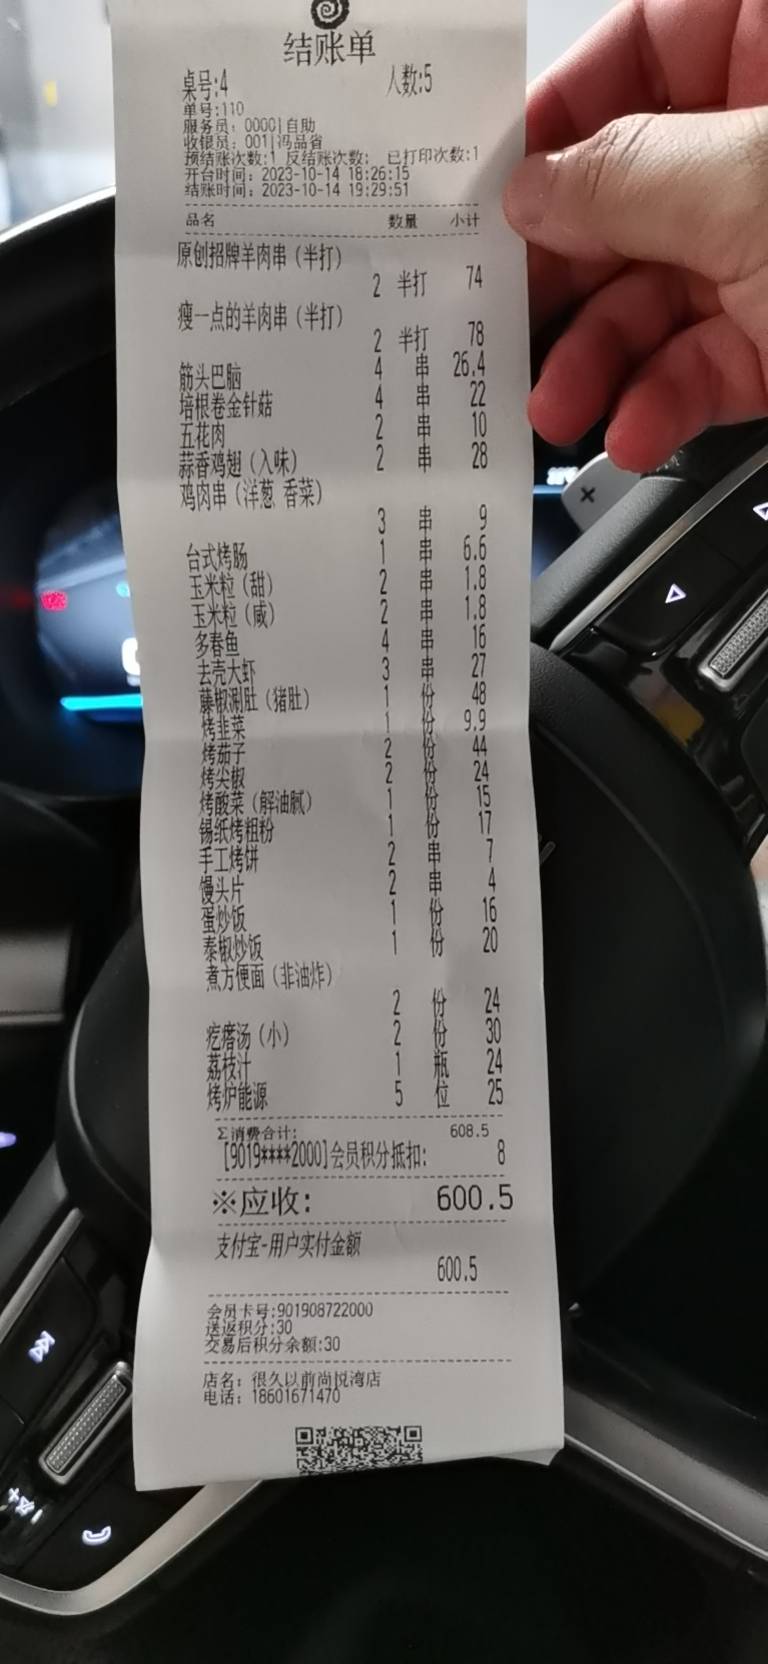 结账单
桌号:4 人数:5
单号:110
服务员: 0000|自助
收银员: 001|冯品省
预结账次数:1 反结账次数: 已打印次数:1
开台时间: 2023-10-14 18:26:15
结账时间: 2023-10-14 19:29:51
品名 数量 小计
原创招牌羊肉串(半打)
2 半打 74
瘦一点的羊肉串(半打)
2 半打 78
筋头巴脑 4 串 26.4
培根卷金针菇 4 串 22
五花肉 2 串 10
蒜香鸡翅(入味) 2 串 28
鸡肉串(洋葱 香菜)
3 串 9
台式烤肠 1 串 6.6
玉米粒(甜) 2 串 1.8
玉米粒(咸) 2 串 1.8
多春鱼 4 串 16
去壳大虾 3 串 27
藤椒涮肚(猪肚) 1 份 48
烤韭菜 1 份 9.9
烤茄子 2 份 44
烤尖椒 2 份 24
烤酸菜(解油腻) 1 份 15
锡纸烤粗粉 1 份 17
手工烤饼 2 串 7
馒头片 2 串 4
蛋炒饭 1 份 16
泰椒炒饭 1 份 20
煮方便面(非油炸)
2 份 24
疙瘩汤(小) 2 份 30
荔枝汁 1 瓶 24
烤炉能源 5 位 25
Σ消费合计: 608.5
[9019****2000]会员积分抵扣: 8
※应收: 600.5
支付宝-用户实付金额
600.5
会员卡号:901908722000
送返积分:30
交易后积分余额:30
店名: 很久以前尚悦湾店
电话: 18601671470